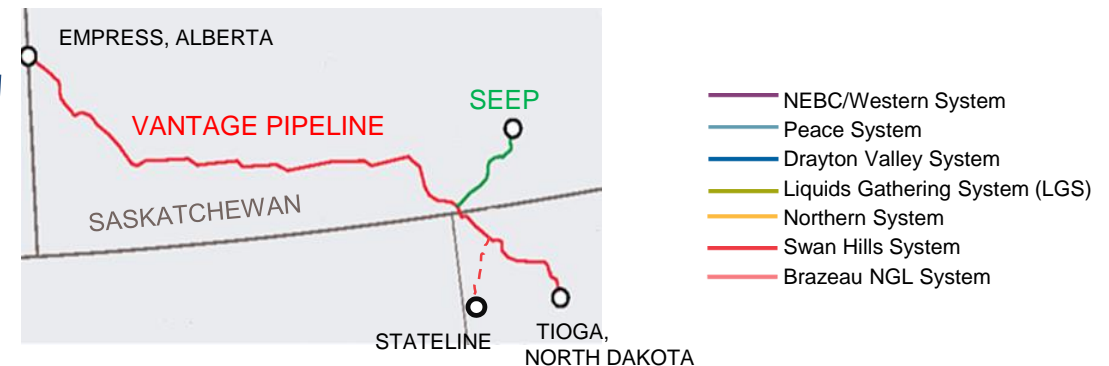 EMPRESS, ALBERTA
SEEP
VANTAGE PIPELINE
SASKATCHEWAN
STATELINE
TIOGA,
NORTH DAKOTA
NEBC/Western System
Peace System
Drayton Valley System
Liquids Gathering System (LGS)
Northern System
Swan Hills System
Brazeau NGL System